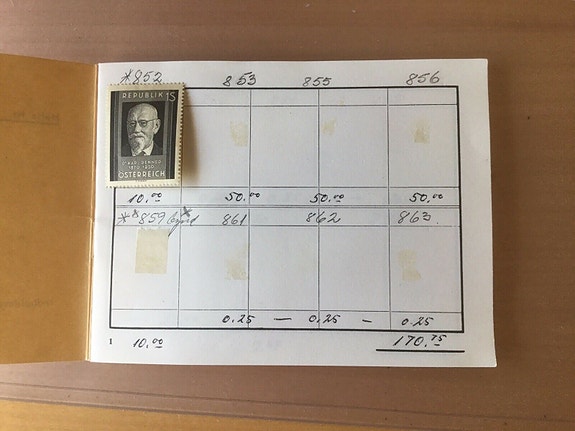 *852 853 855 856
REPUBLIK 1S
DR KARL RENNER
1870-1950
ÖSTERREICH
10.00 50.00 50.00 50.00
**859 861 862 863.
0.25 — 0.25 - 0.25
1 10.00 170.75